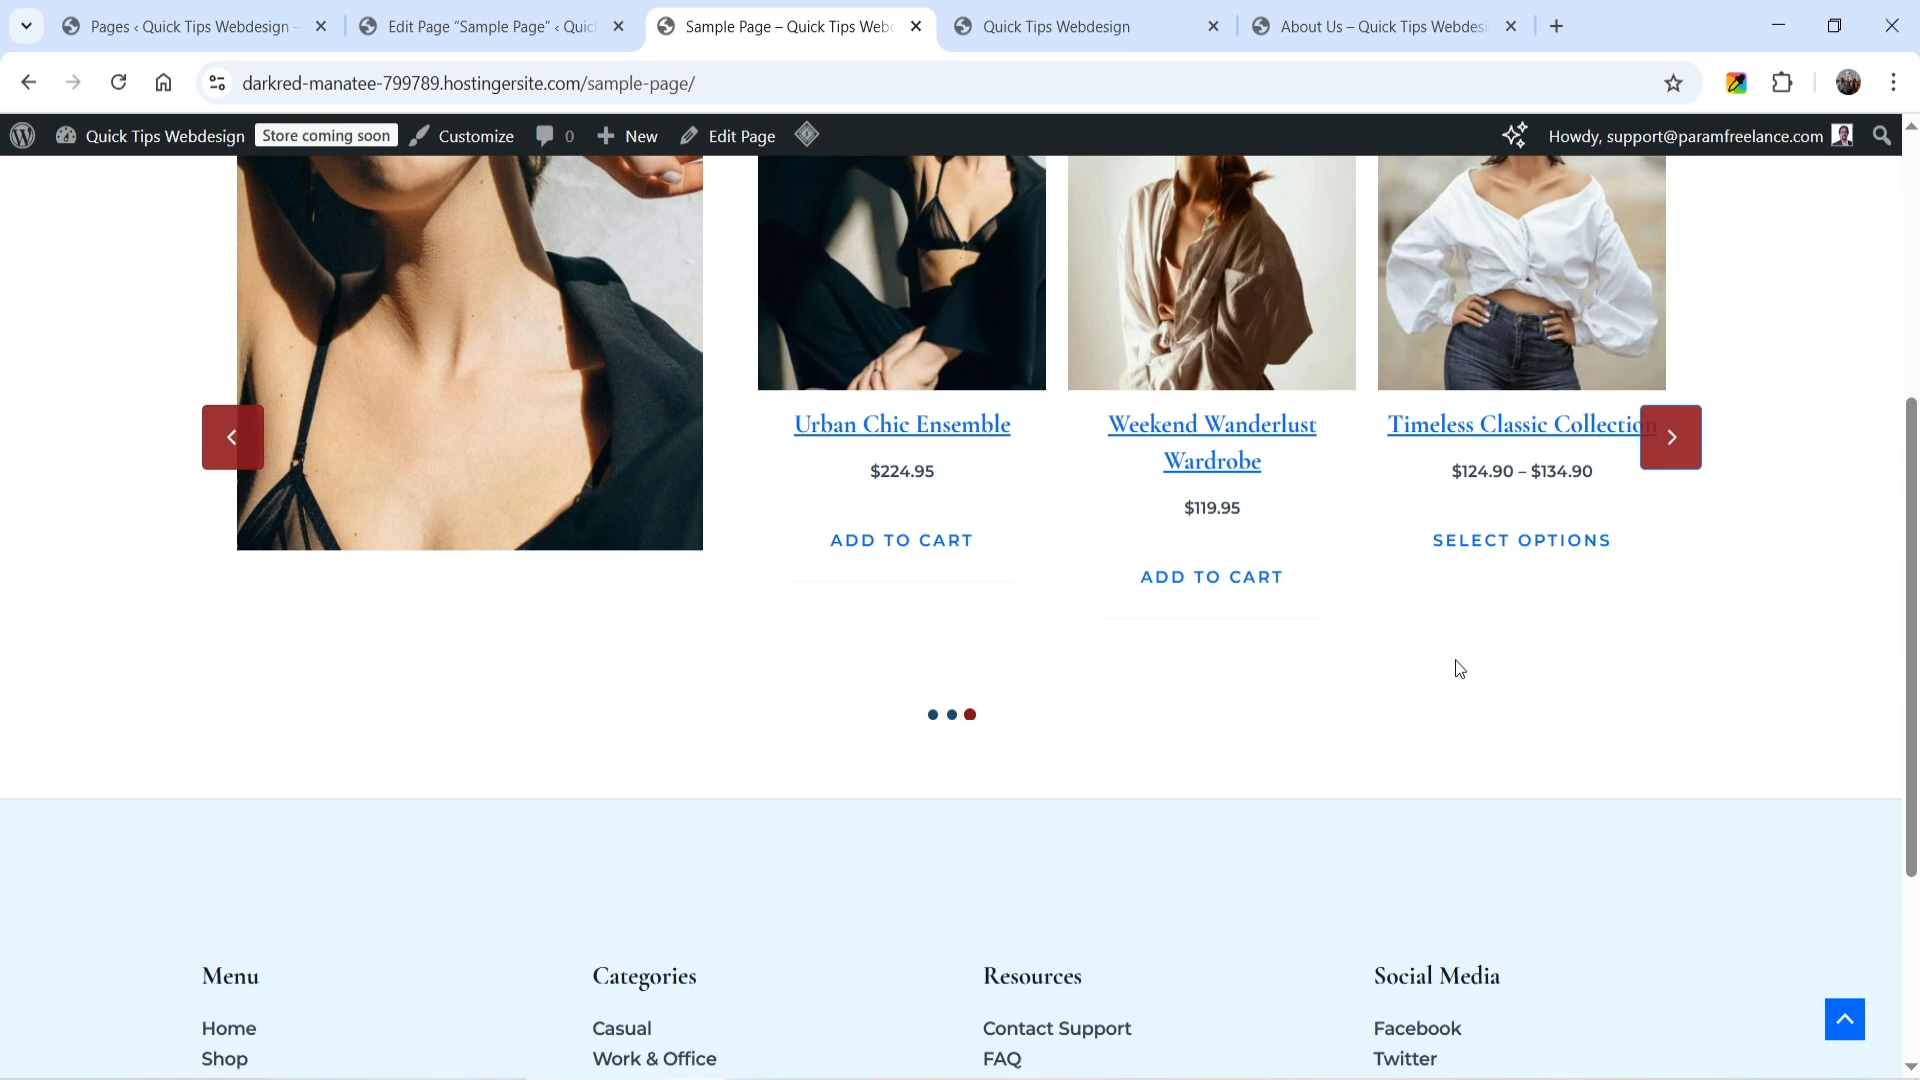 Pages ‹ Quick Tips Webdesign -
Edit Page “Sample Page” ‹ Quic
Sample Page – Quick Tips Web
Quick Tips Webdesign
About Us – Quick Tips Webdesi
darkred-manatee-799789.hostingersite.com/sample-page/
Quick Tips Webdesign
Store coming soon
Customize
0
New
Edit Page
Howdy, support@paramfreelance.com
Urban Chic Ensemble
$224.95
ADD TO CART
Weekend Wanderlust
Wardrobe
$119.95
ADD TO CART
Timeless Classic Collection
$124.90 – $134.90
SELECT OPTIONS
Menu
Home
Shop
Categories
Casual
Work & Office
Resources
Contact Support
FAQ
Social Media
Facebook
Twitter